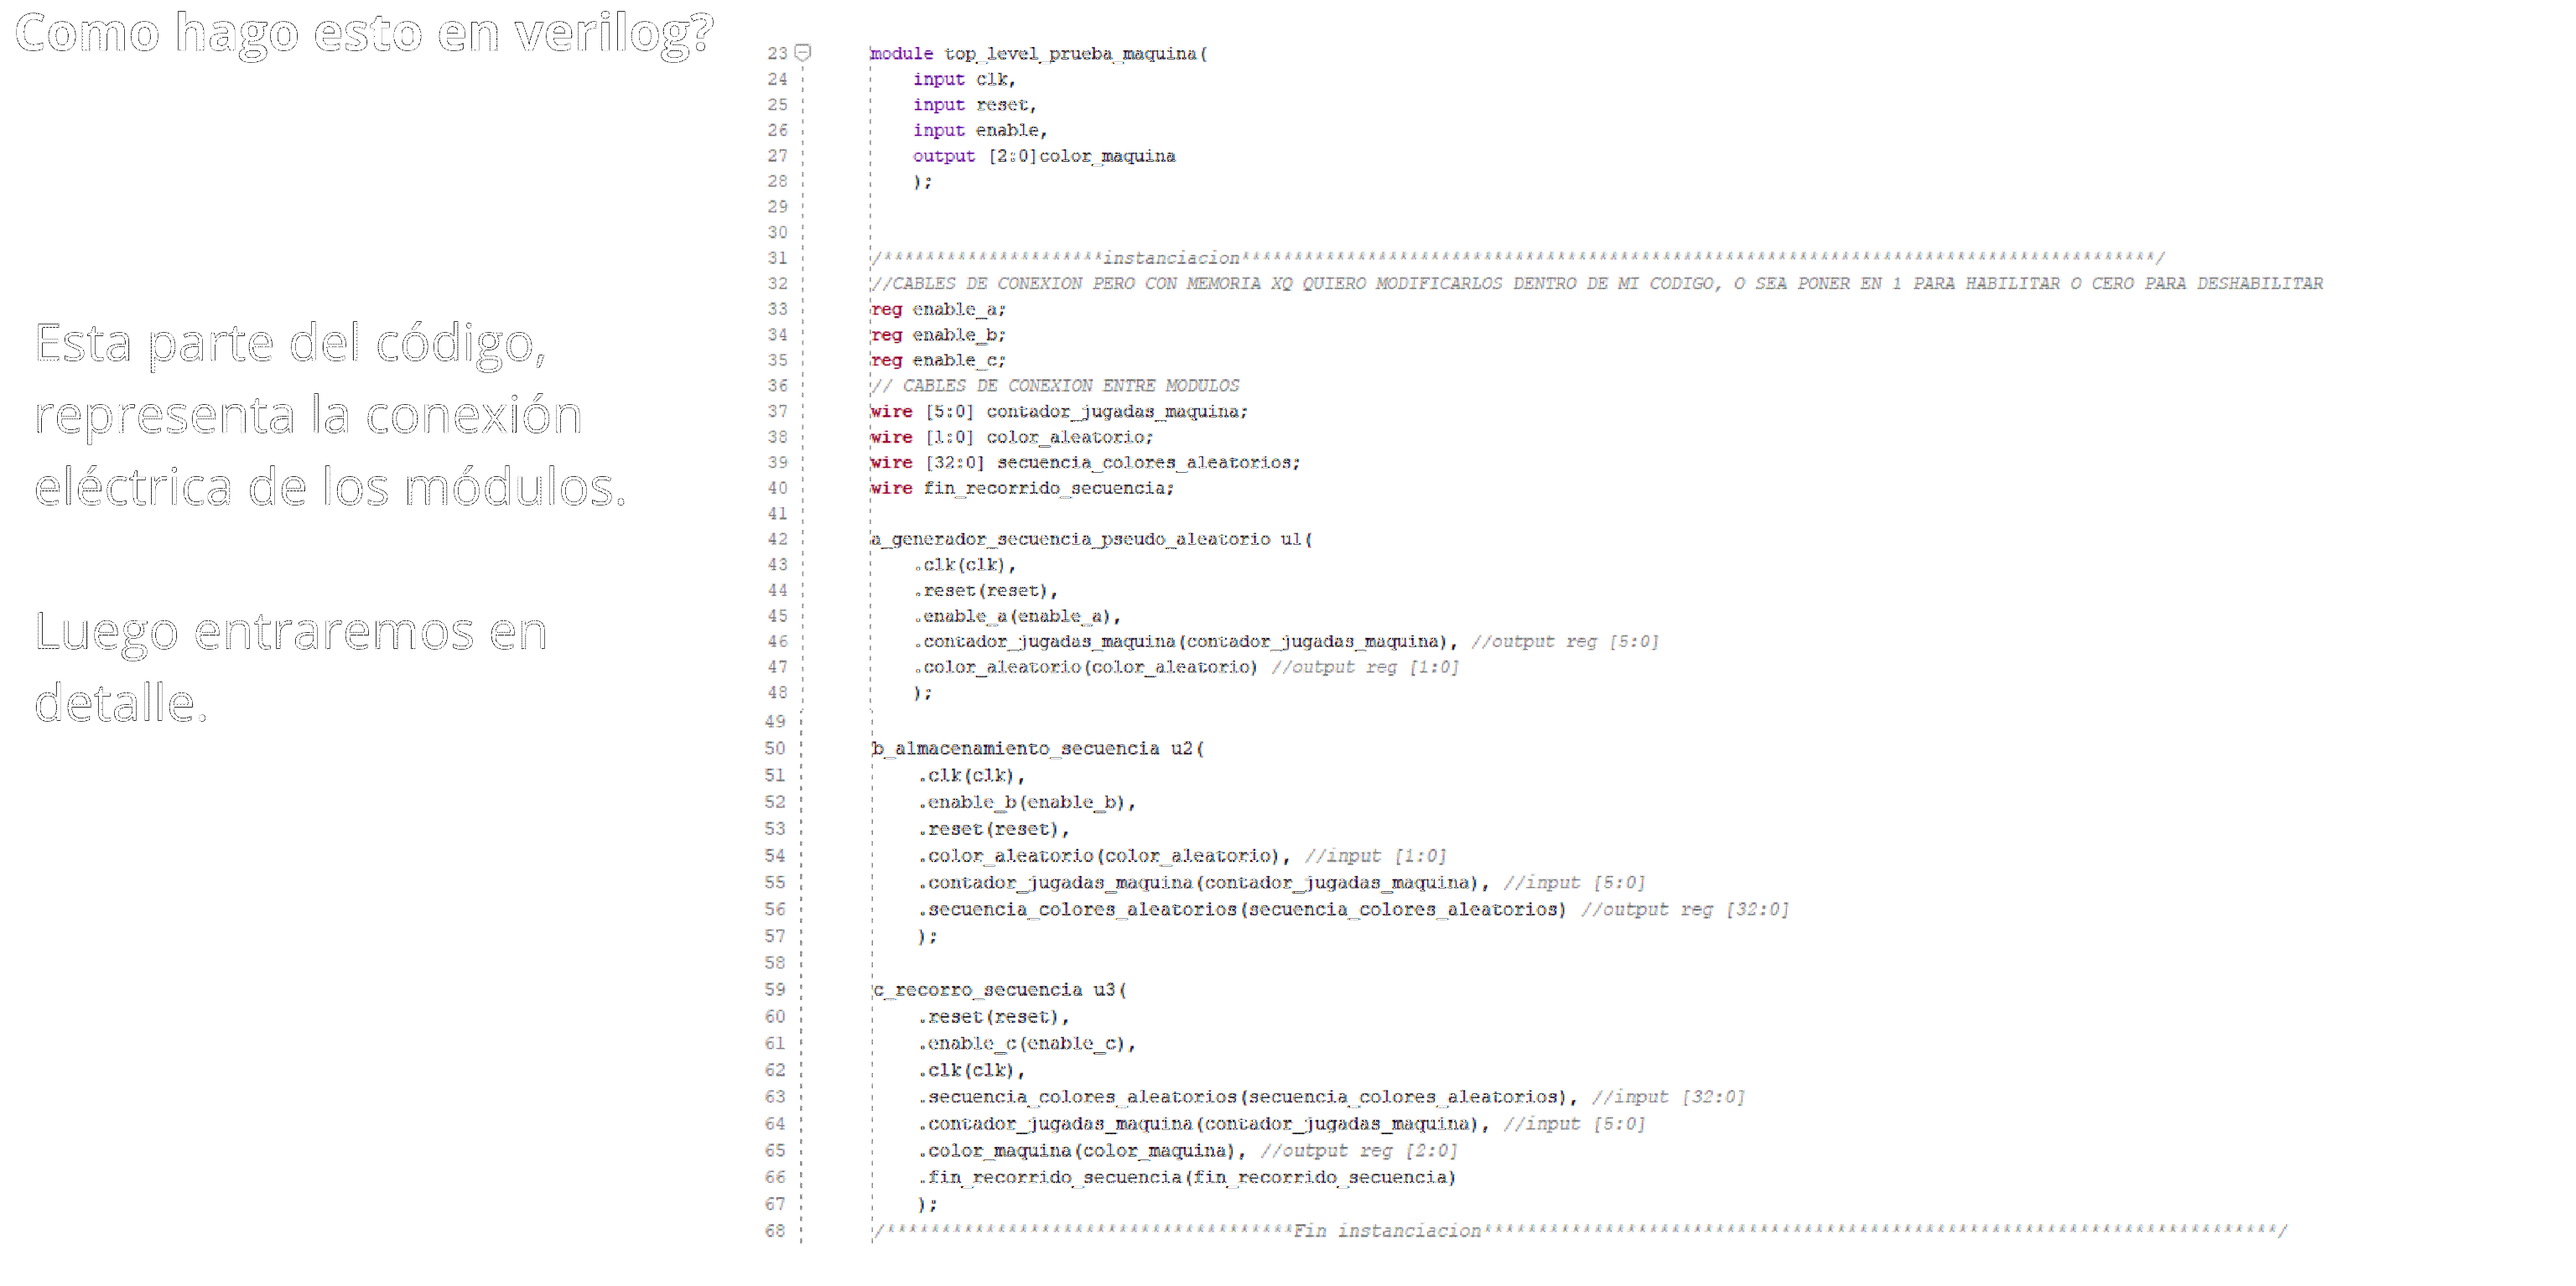 Como hago esto en verilog?
Esta parte del código,
representa la conexión
eléctrica de los módulos.
Luego entraremos en
detalle.
23 module top_level_prueba_maquina(
24 input clk,
25 input reset,
26 input enable,
27 output [2:0]color_maquina
28 );
29
30
31 /*********************instanciacion***************************************************************************************/
32 //CABLES DE CONEXION PERO CON MEMORIA XQ QUIERO MODIFICARLOS DENTRO DE MI CODIGO, O SEA PONER EN 1 PARA HABILITAR O CERO PARA DESHABILITAR
33 reg enable_a;
34 reg enable_b;
35 reg enable_c;
36 // CABLES DE CONEXION ENTRE MODULOS
37 wire [5:0] contador_jugadas_maquina;
38 wire [1:0] color_aleatorio;
39 wire [32:0] secuencia_colores_aleatorios;
40 wire fin_recorrido_secuencia;
41
42 a_generador_secuencia_pseudo_aleatorio u1(
43 .clk(clk),
44 .reset(reset),
45 .enable_a(enable_a),
46 .contador_jugadas_maquina(contador_jugadas_maquina), //output reg [5:0]
47 .color_aleatorio(color_aleatorio) //output reg [1:0]
48 );
49
50 b_almacenamiento_secuencia u2(
51 .clk(clk),
52 .enable_b(enable_b),
53 .reset(reset),
54 .color_aleatorio(color_aleatorio), //input [1:0]
55 .contador_jugadas_maquina(contador_jugadas_maquina), //input [5:0]
56 .secuencia_colores_aleatorios(secuencia_colores_aleatorios) //output reg [32:0]
57 );
58
59 c_recorro_secuencia u3(
60 .reset(reset),
61 .enable_c(enable_c),
62 .clk(clk),
63 .secuencia_colores_aleatorios(secuencia_colores_aleatorios), //input [32:0]
64 .contador_jugadas_maquina(contador_jugadas_maquina), //input [5:0]
65 .color_maquina(color_maquina), //output reg [2:0]
66 .fin_recorrido_secuencia(fin_recorrido_secuencia)
67 );
68 /*************************************Fin instanciacion************************************************************************/